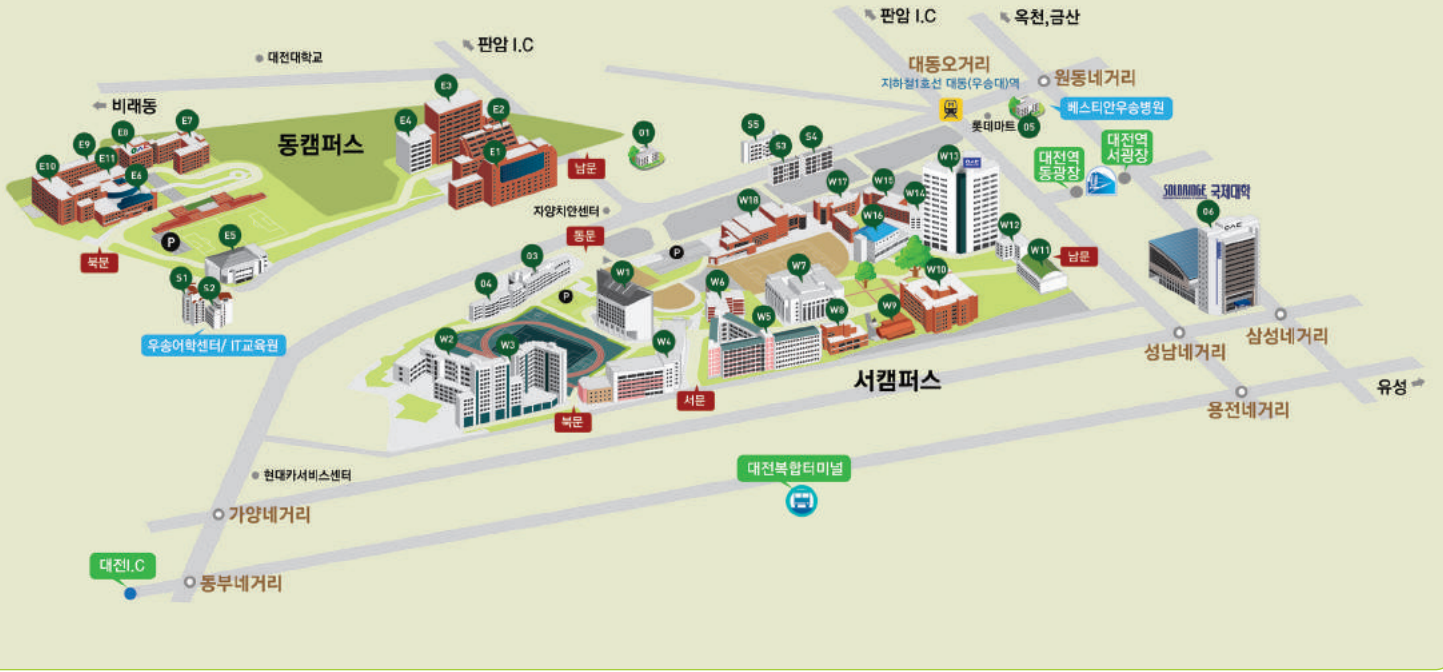 판암 I.C
옥천,금산
판암 I.C
대전대학교
대동오거리
지하철1호선 대동(우송대)역
원동네거리
베스티안우송병원
롯데마트
05
비래동
동캠퍼스
E3
E2
E4
E1
E7
E8
E9
E10
E11
E6
남문
01
S5
S3
S4
W13
대전역
서광장
대전역
동광장
SOLBRIDGE 국제대학
06
자양치안센터
동문
P
북문
E5
S1
S2
우송어학센터/ IT교육원
03
04
W1
P
P
W18
W17
W15
W14
W16
W12
W11
남문
W10
W9
W8
W7
W6
W5
W4
W3
W2
서문
북문
서캠퍼스
성남네거리
삼성네거리
용전네거리
유성
현대카서비스센터
대전복합터미널
가양네거리
대전I.C
동부네거리